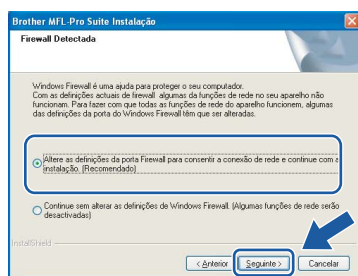 Brother MFL-Pro Suite Instalação
Firewall Detectada
Windows Firewall é uma ajuda para proteger o seu computador.
Com as definições actuais de firewall algumas da funções de rede no seu aparelho não
funcionam. Para fazer com que todas as funções de rede do aparelho funcionem, algumas
das definições da porta do Windows Firewall têm que ser alteradas.
Altere as definições da porta Firewall para consentir a conexão de rede e continue com a
instalação. (Recomendado)
Continue sem alterar as definições de Windows Firewall. (Algumas funções de rede serão
desactivadas)
InstallShield
< Anterior Seguinte > Cancelar